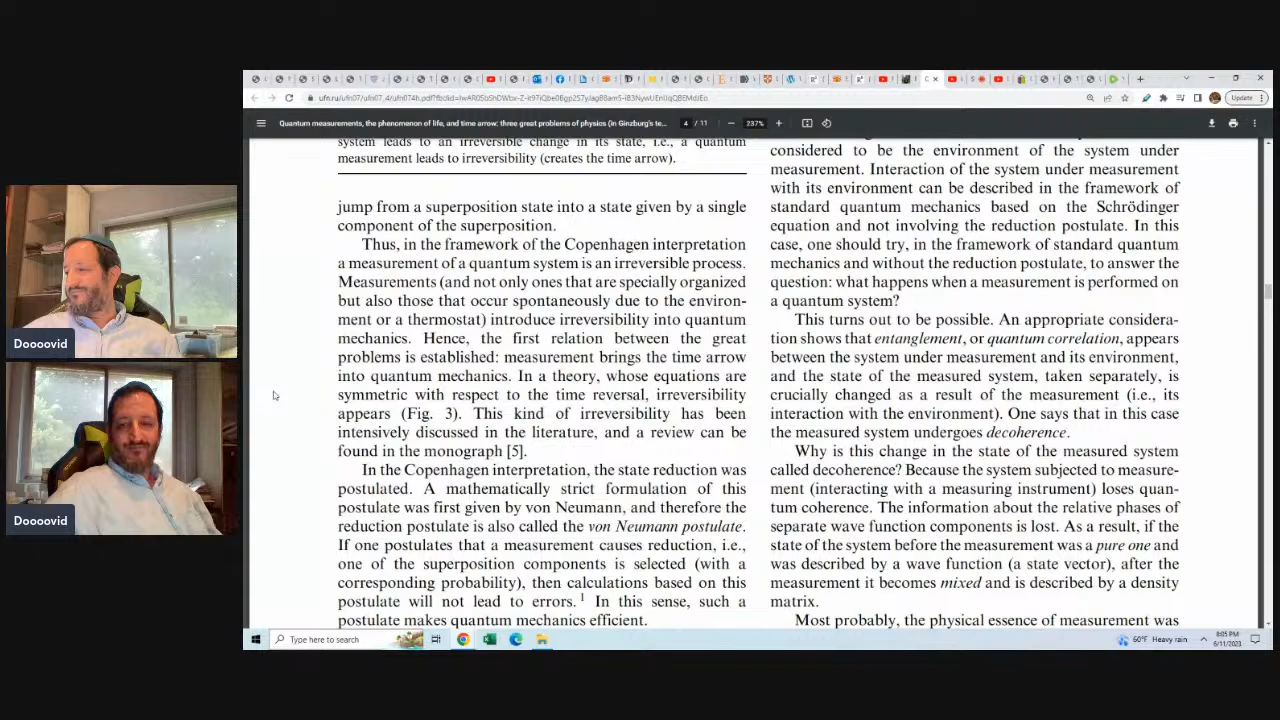 Update
ufn.ru/ufn07/ufn07_4/ufn074h.pdf?fbclid=
Quantum measurements, the phenomenon of life, and time arrow: three great problems of physics (in Ginzburg's te...
4 / 11
237%
system leads to an irreversible change in its state, i.e., a quantum
measurement leads to irreversibility (creates the time arrow).
jump from a superposition state into a state given by a single
component of the superposition.
Thus, in the framework of the Copenhagen interpretation
a measurement of a quantum system is an irreversible process.
Measurements (and not only ones that are specially organized
but also those that occur spontaneously due to the environ-
ment or a thermostat) introduce irreversibility into quantum
mechanics. Hence, the first relation between the great
problems is established: measurement brings the time arrow
into quantum mechanics. In a theory, whose equations are
symmetric with respect to the time reversal, irreversibility
appears (Fig. 3). This kind of irreversibility has been
intensively discussed in the literature, and a review can be
found in the monograph [5].
In the Copenhagen interpretation, the state reduction was
postulated. A mathematically strict formulation of this
postulate was first given by von Neumann, and therefore the
reduction postulate is also called the von Neumann postulate.
If one postulates that a measurement causes reduction, i.e.,
one of the superposition components is selected (with a
corresponding probability), then calculations based on this
postulate will not lead to errors.1 In this sense, such a
postulate makes quantum mechanics efficient.
considered to be the environment of the system under
measurement. Interaction of the system under measurement
with its environment can be described in the framework of
standard quantum mechanics based on the Schrödinger
equation and not involving the reduction postulate. In this
case, one should try, in the framework of standard quantum
mechanics and without the reduction postulate, to answer the
question: what happens when a measurement is performed on
a quantum system?
This turns out to be possible. An appropriate considera-
tion shows that entanglement, or quantum correlation, appears
between the system under measurement and its environment,
and the state of the measured system, taken separately, is
crucially changed as a result of the measurement (i.e., its
interaction with the environment). One says that in this case
the measured system undergoes decoherence.
Why is this change in the state of the measured system
called decoherence? Because the system subjected to measure-
ment (interacting with a measuring instrument) loses quan-
tum coherence. The information about the relative phases of
separate wave function components is lost. As a result, if the
state of the system before the measurement was a pure one and
was described by a wave function (a state vector), after the
measurement it becomes mixed and is described by a density
matrix.
Most probably, the physical essence of measurement was
Dooovid
Dooovid
Type here to search
60°F Heavy rain
8:05 PM
6/11/2023